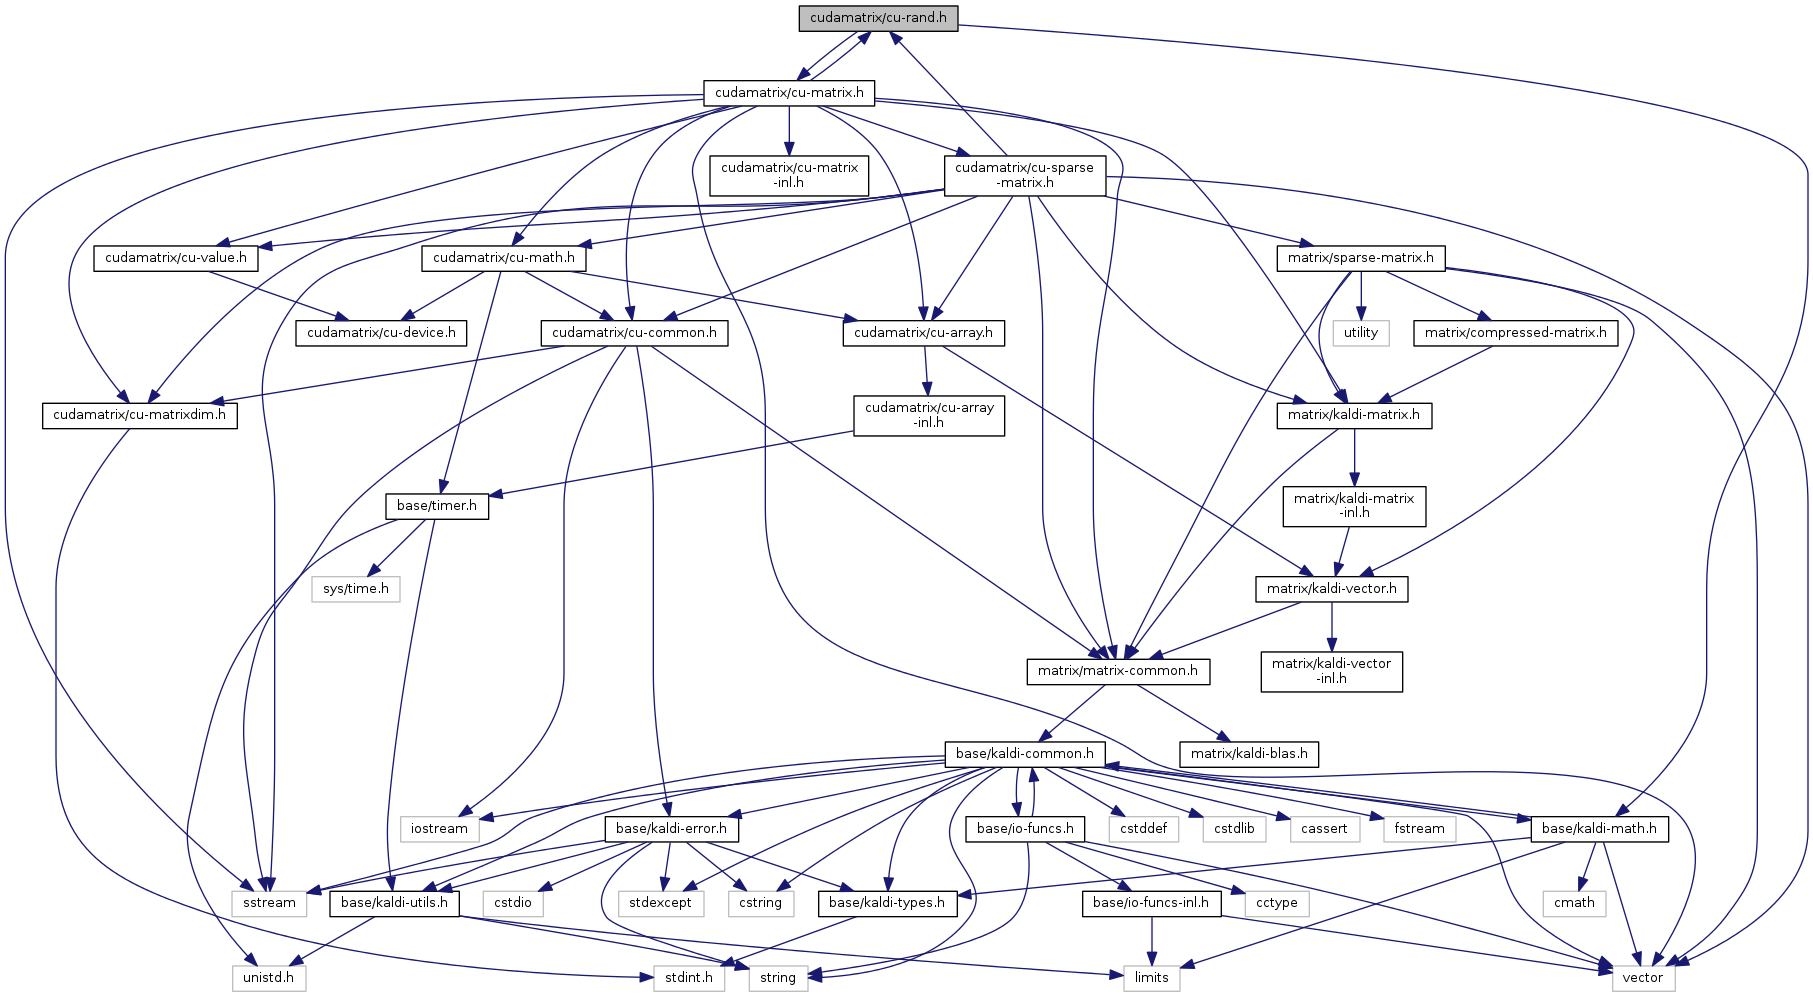 cudamatrix/cu-rand.h
cudamatrix/cu-matrix.h
cudamatrix/cu-matrix
-inl.h
cudamatrix/cu-sparse
-matrix.h
cudamatrix/cu-value.h
cudamatrix/cu-math.h
matrix/sparse-matrix.h
cudamatrix/cu-device.h
cudamatrix/cu-common.h
cudamatrix/cu-array.h
utility
matrix/compressed-matrix.h
cudamatrix/cu-matrixdim.h
cudamatrix/cu-array
-inl.h
matrix/kaldi-matrix.h
base/timer.h
matrix/kaldi-matrix
-inl.h
sys/time.h
matrix/kaldi-vector.h
matrix/matrix-common.h
matrix/kaldi-vector
-inl.h
base/kaldi-common.h
matrix/kaldi-blas.h
iostream
base/kaldi-error.h
base/io-funcs.h
cstddef
cstdlib
cassert
fstream
base/kaldi-math.h
sstream
base/kaldi-utils.h
cstdio
stdexcept
cstring
base/kaldi-types.h
base/io-funcs-inl.h
cctype
cmath
unistd.h
stdint.h
string
limits
vector